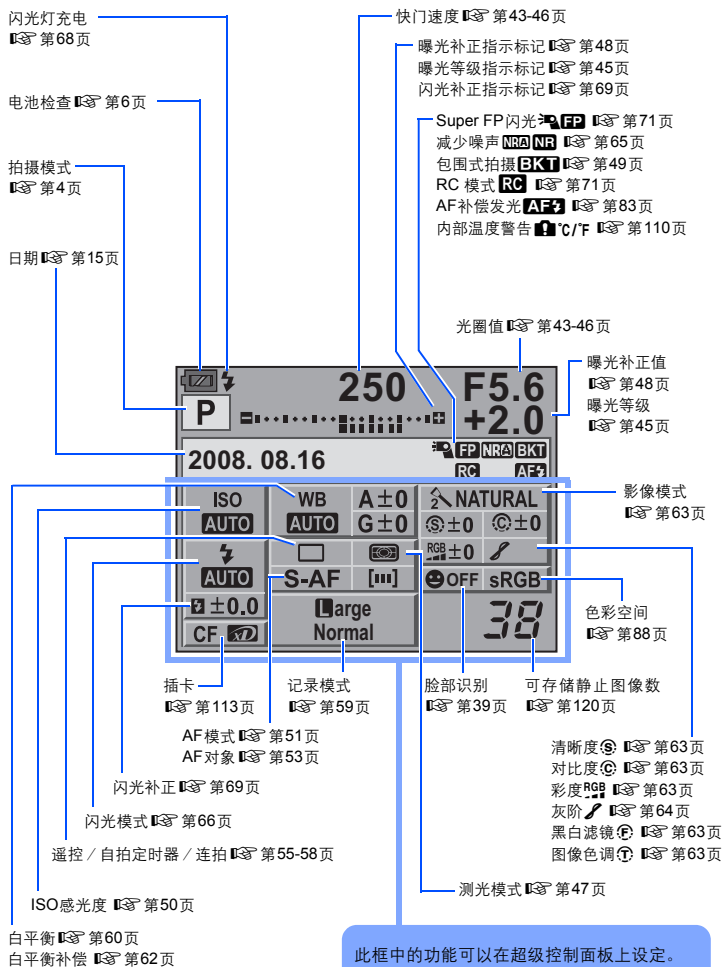 闪光灯充电
☞ 第68页
电池检查☞ 第6页
拍摄模式
☞ 第4页
日期☞ 第15页
快门速度☞ 第43-46页
曝光补正指示标记☞ 第48页
曝光等级指示标记☞ 第45页
闪光补正指示标记☞ 第69页
Super FP闪光 FP ☞ 第71页
减少噪声 NR ☞ 第65页
包围式拍摄BKT☞ 第49页
RC 模式 RC ☞ 第71页
AF补偿发光 AF ☞ 第83页
内部温度警告 °C/°F ☞ 第110页
光圈值☞ 第43-46页
曝光补正值
☞ 第48页
曝光等级
☞ 第45页
250 F5.6
P +2.0
2008. 08.16 FP BKT
RC AF
ISO WB A±0 NATURAL
AUTO AUTO G±0 Ⓢ±0 Ⓒ±0
RGB±0
AUTO S-AF OFF sRGB
±0.0 Large
CF xD Normal 38
影像模式
☞ 第63页
色彩空间
☞ 第88页
插卡
☞ 第113页
记录模式
☞ 第59页
脸部识别
☞ 第39页
可存储静止图像数
☞ 第120页
AF模式☞ 第51页
AF对象☞ 第53页
闪光补正☞ 第69页
闪光模式☞ 第66页
遥控／自拍定时器／连拍☞ 第55-58页
ISO感光度 ☞ 第50页
白平衡☞ 第60页
白平衡补偿 ☞ 第62页
清晰度Ⓢ ☞ 第63页
对比度Ⓒ ☞ 第63页
彩度RGB ☞ 第63页
灰阶 ☞ 第64页
黑白滤镜Ⓕ ☞ 第63页
图像色调Ⓣ ☞ 第63页
测光模式☞ 第47页
此框中的功能可以在超级控制面板上设定。